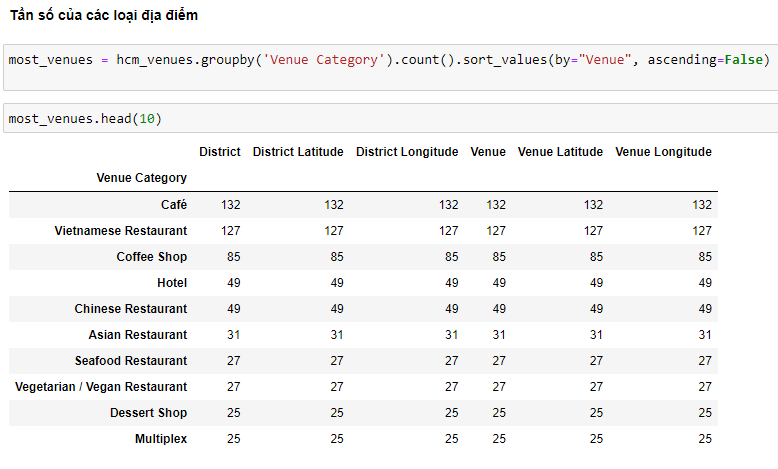 Tần số của các loại địa điểm
most_venues = hcm_venues.groupby('Venue Category').count().sort_values(by="Venue", ascending=False)
most_venues.head(10)
District District Latitude District Longitude Venue Venue Latitude Venue Longitude
Venue Category
Café 132 132 132 132 132 132
Vietnamese Restaurant 127 127 127 127 127 127
Coffee Shop 85 85 85 85 85 85
Hotel 49 49 49 49 49 49
Chinese Restaurant 49 49 49 49 49 49
Asian Restaurant 31 31 31 31 31 31
Seafood Restaurant 27 27 27 27 27 27
Vegetarian / Vegan Restaurant 27 27 27 27 27 27
Dessert Shop 25 25 25 25 25 25
Multiplex 25 25 25 25 25 25